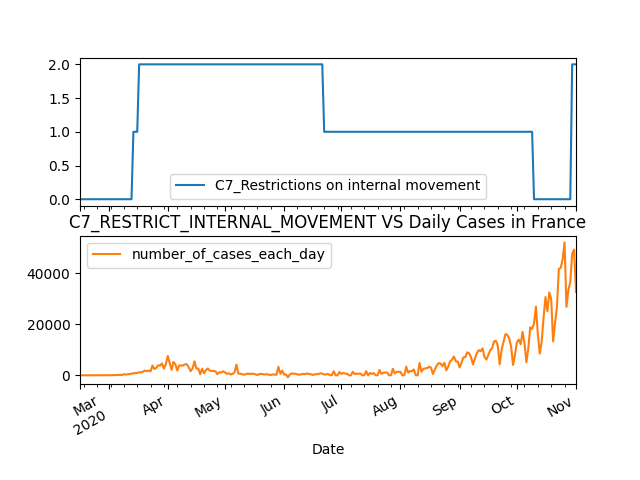 2.0
1.5
1.0
0.5
0.0
C7_Restrictions on internal movement
C7_RESTRICT_INTERNAL_MOVEMENT VS Daily Cases in France
number_of_cases_each_day
40000
20000
0
Mar
2020
Apr
May
Jun
Jul
Aug
Sep
Oct
Nov
Date